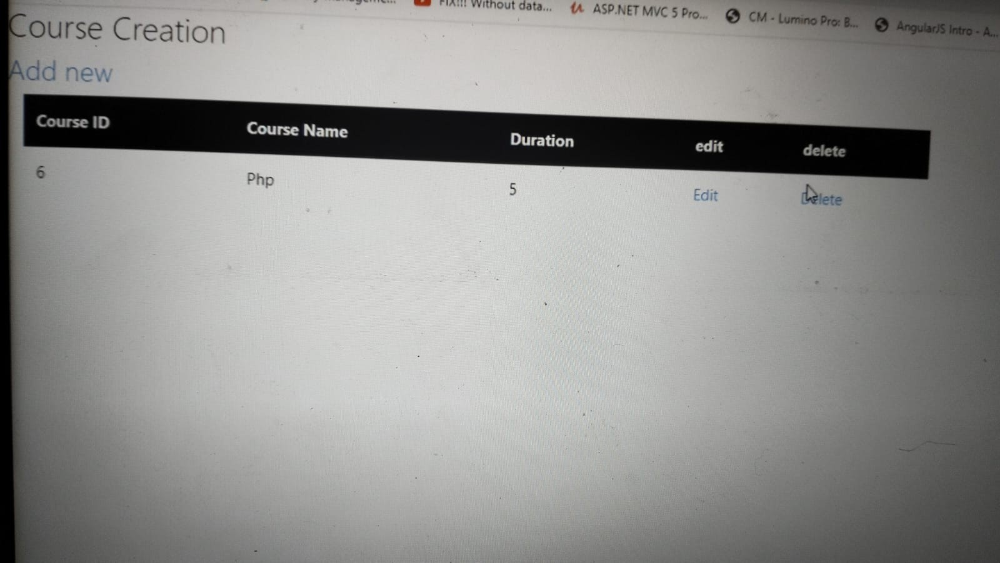 FIX!!! Without data... ASP.NET MVC 5 Pro... CM - Lumino Pro: B... AngularJS Intro - A...
Course Creation
Add new
Course ID Course Name Duration edit delete
6 Php 5 Edit Delete